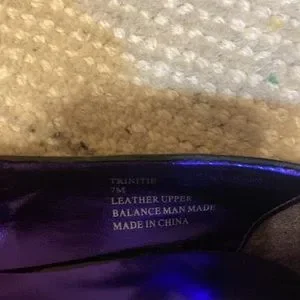 TRINITIE
7M
LEATHER UPPER
BALANCE MAN MADE
MADE IN CHINA